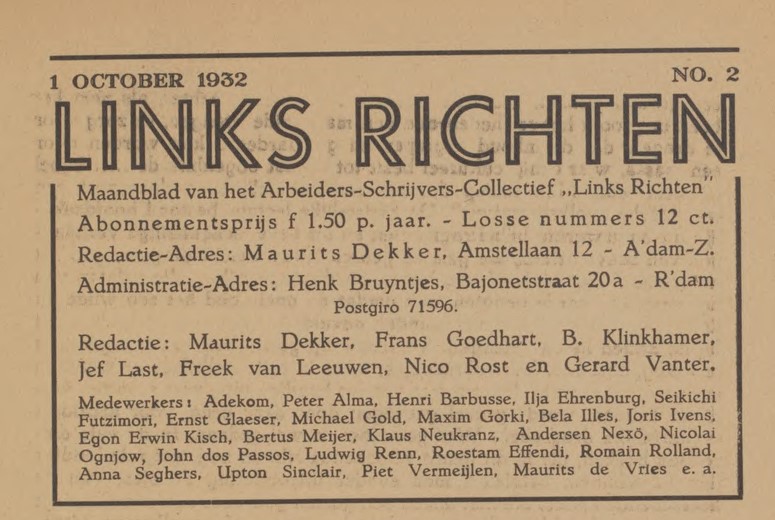 1 OCTOBER 1932 NO. 2
LINKS RICHTEN
Maandblad van het Arbeiders-Schrijvers-Collectief „Links Richten"
Abonnementsprijs f 1.50 p. jaar. - Losse nummers 12 ct.
Redactie-Adres: Maurits Dekker, Amstellaan 12 - A'dam-Z.
Administratie-Adres: Henk Bruyntjes, Bajonetstraat 20a - R'dam
Postgiro 71596.
Redactie: Maurits Dekker, Frans Goedhart, B. Klinkhamer,
Jef Last, Freek van Leeuwen, Nico Rost en Gerard Vanter.
Medewerkers: Adekom, Peter Alma, Henri Barbusse, Ilja Ehrenburg, Seikichi
Futzimori, Ernst Glaeser, Michael Gold, Maxim Gorki, Bela Illes, Joris Ivens,
Egon Erwin Kisch, Bertus Meijer, Klaus Neukranz, Andersen Nexö, Nicolai
Ognjow, John dos Passos, Ludwig Renn, Roestam Effendi, Romain Rolland,
Anna Seghers, Upton Sinclair, Piet Vermeijlen, Maurits de Vries e. a.